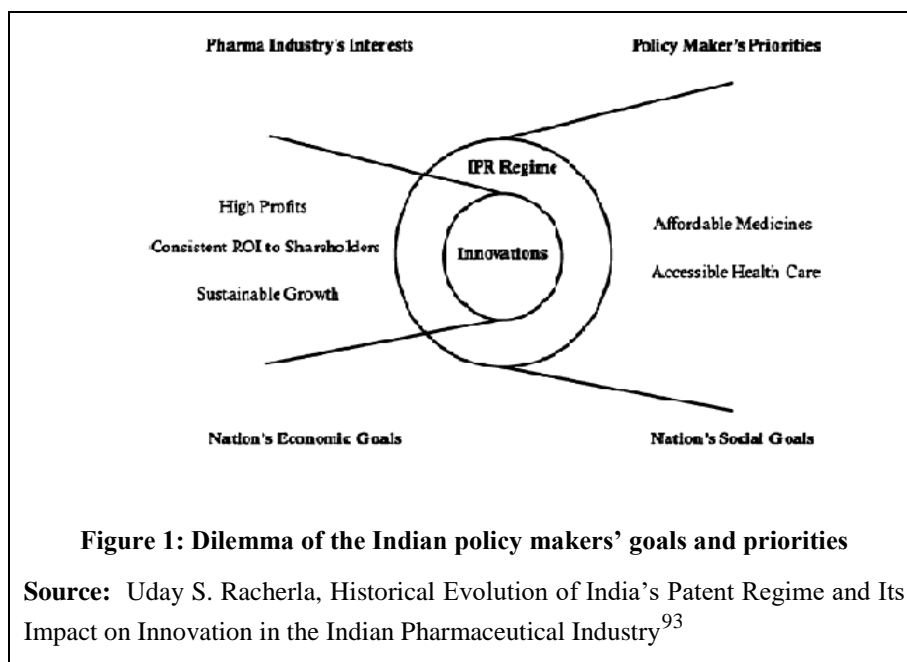 Pharma Industry's Interests
Policy Maker's Priorities
IPR Regime
High Profits
Affordable Medicines
Consistent ROI to Shareholders
Innovations
Accessible Health Care
Sustainable Growth
Nation's Economic Goals
Nation's Social Goals
Figure 1: Dilemma of the Indian policy makers’ goals and priorities
Source: Uday S. Racherla, Historical Evolution of India’s Patent Regime and Its
Impact on Innovation in the Indian Pharmaceutical Industry93